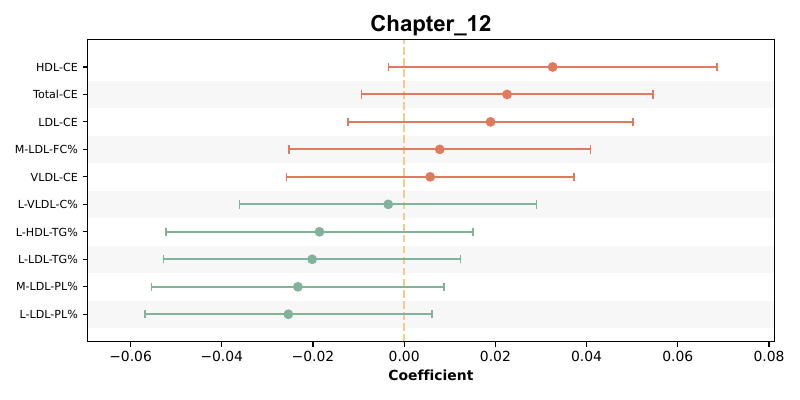 Chapter_12
HDL-CE
Total-CE
LDL-CE
M-LDL-FC%
VLDL-CE
L-VLDL-C%
L-HDL-TG%
L-LDL-TG%
M-LDL-PL%
L-LDL-PL%
−0.06 −0.04 −0.02 0.00 0.02 0.04 0.06 0.08
Coefficient